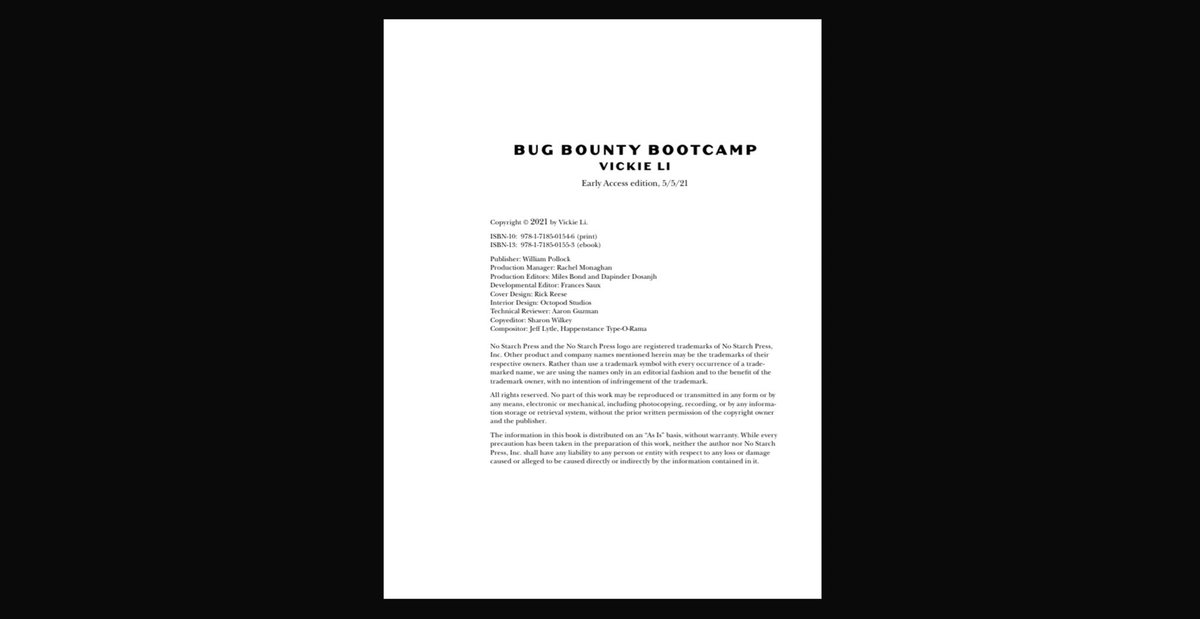 BUG BOUNTY BOOTCAMP
VICKIE LI
Early Access edition, 5/5/21
Copyright © 2021 by Vickie Li.
ISBN-10: 978-1-7185-0154-6 (print)
ISBN-13: 978-1-7185-0155-3 (ebook)
Publisher: William Pollock
Production Manager: Rachel Monaghan
Production Editors: Miles Bond and Dapinder Dosanjh
Developmental Editor: Frances Saux
Cover Design: Rick Reese
Interior Design: Octopod Studios
Technical Reviewer: Aaron Guzman
Copyeditor: Sharon Wilkey
Compositor: Jeff Lytle, Happenstance Type-O-Rama
No Starch Press and the No Starch Press logo are registered trademarks of No Starch Press,
Inc. Other product and company names mentioned herein may be the trademarks of their
respective owners. Rather than use a trademark symbol with every occurrence of a trade-
marked name, we are using the names only in an editorial fashion and to the benefit of the
trademark owner, with no intention of infringement of the trademark.
All rights reserved. No part of this work may be reproduced or transmitted in any form or by
any means, electronic or mechanical, including photocopying, recording, or by any informa-
tion storage or retrieval system, without the prior written permission of the copyright owner
and the publisher.
The information in this book is distributed on an “As Is” basis, without warranty. While every
precaution has been taken in the preparation of this work, neither the author nor No Starch
Press, Inc. shall have any liability to any person or entity with respect to any loss or damage
caused or alleged to be caused directly or indirectly by the information contained in it.